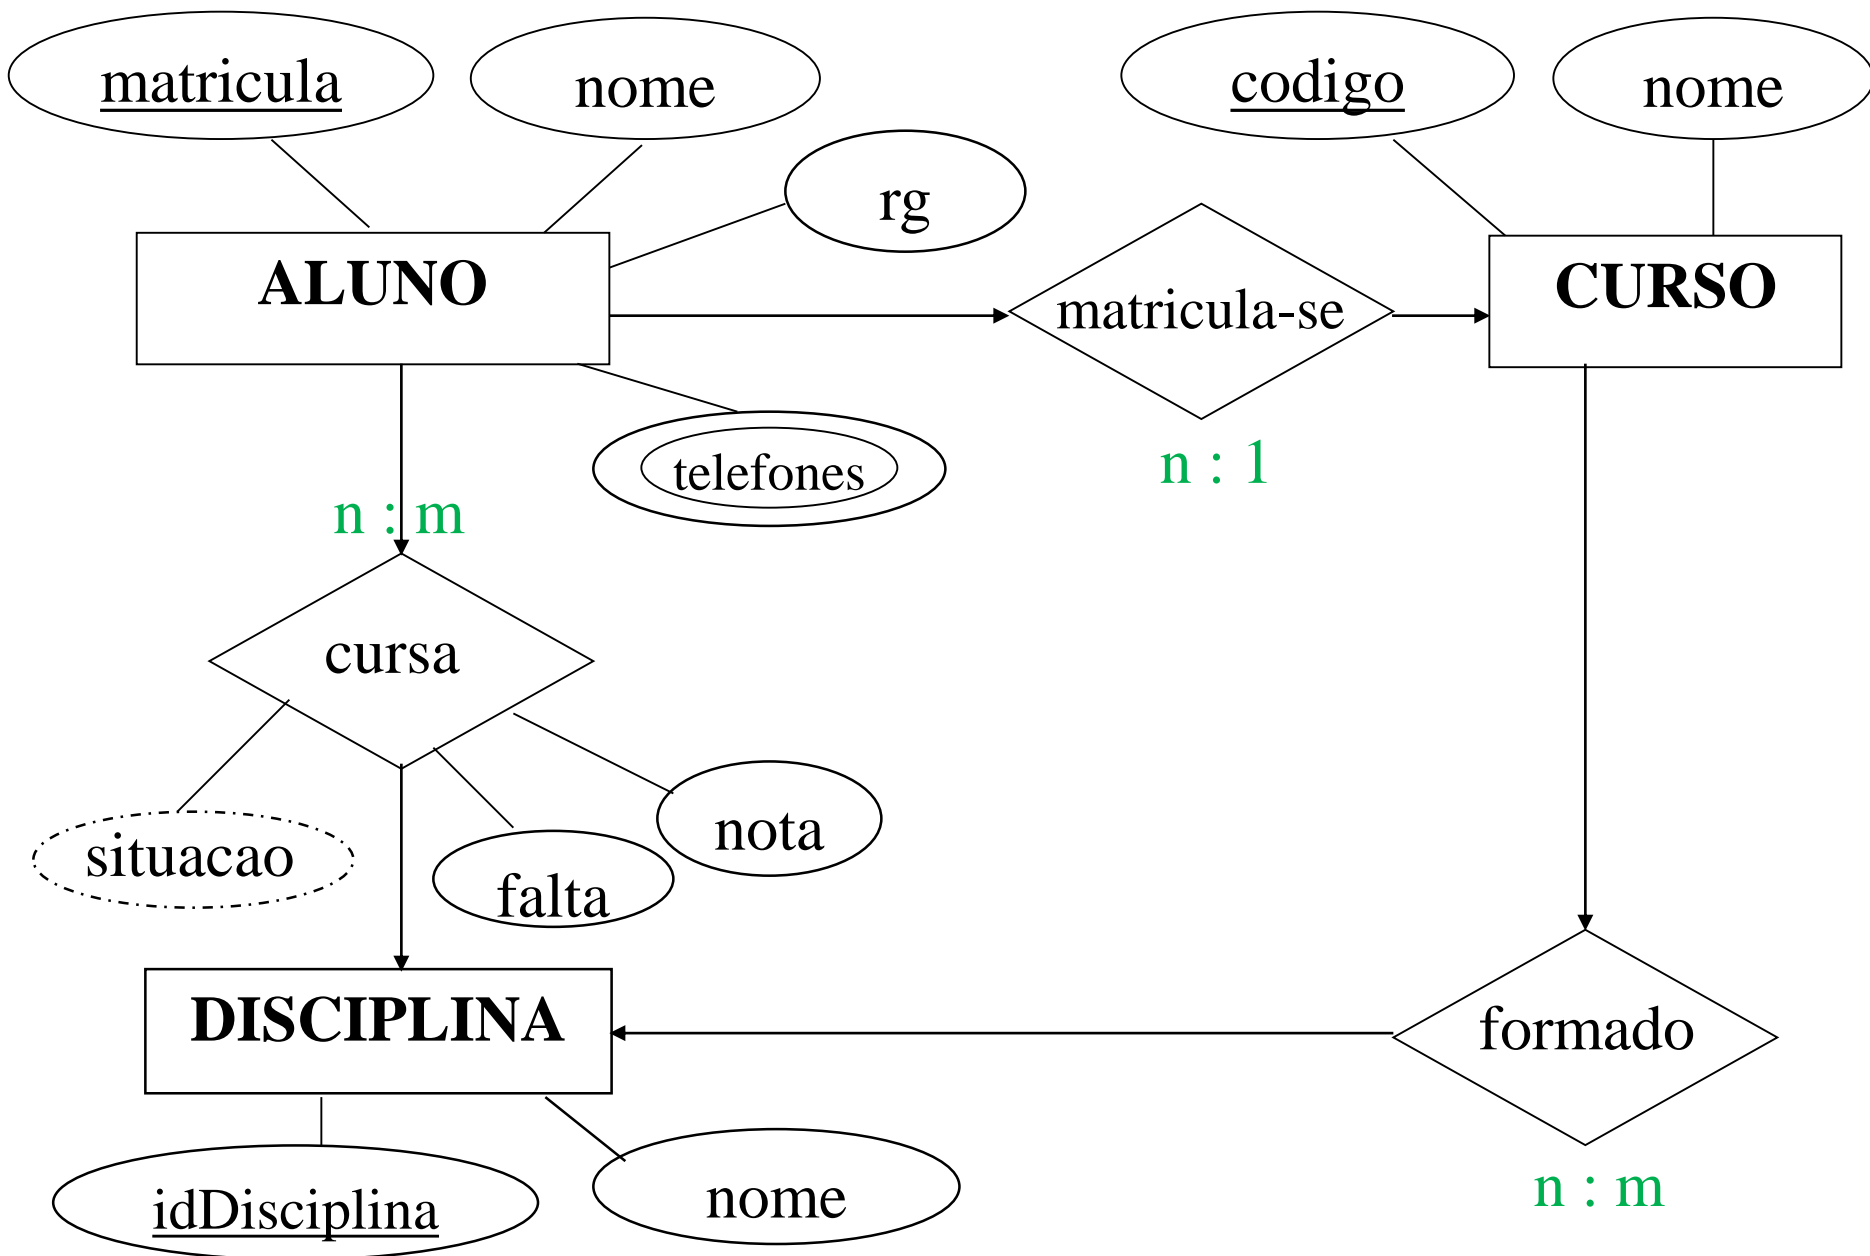 matricula
nome
codigo
nome
rg
ALUNO
matricula-se
CURSO
telefones
n : 1
n : m
cursa
situacao
falta
nota
DISCIPLINA
formado
idDisciplina
nome
n : m